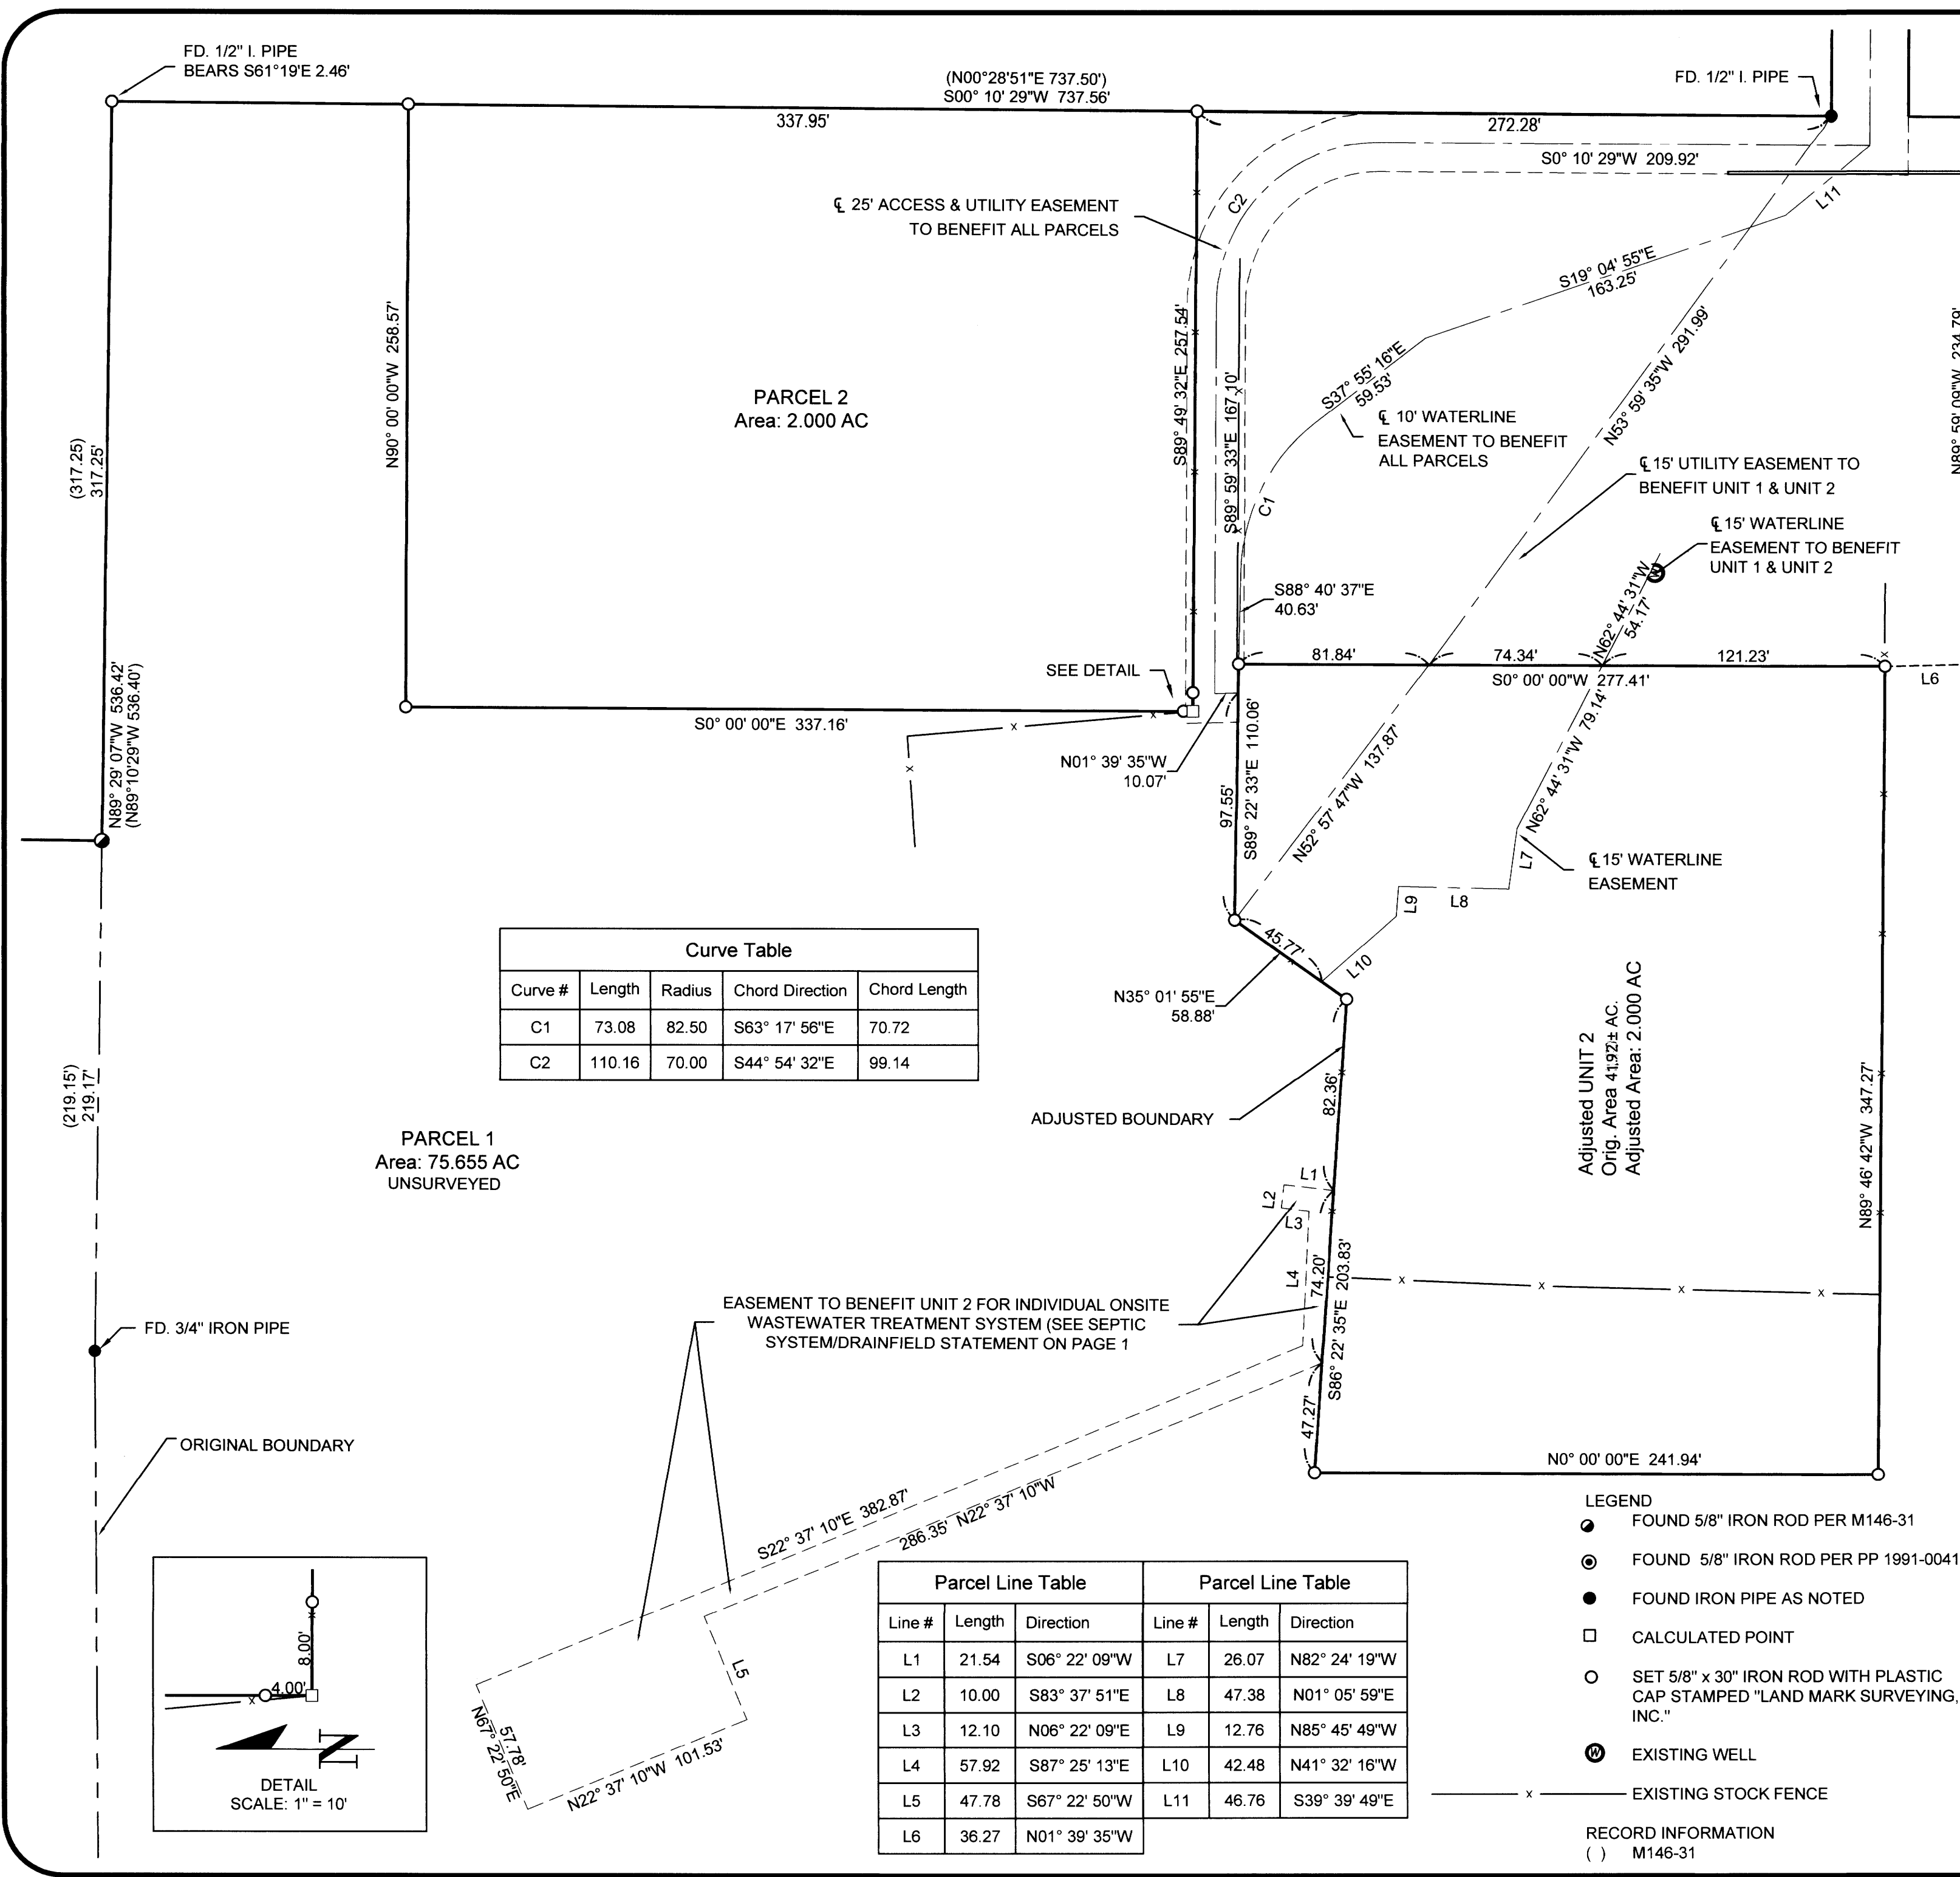 FD. 1/2" I. PIPE
BEARS S61°19'E 2.46'
(N00°28'51"E 737.50')
S00° 10' 29"W 737.56'
FD. 1/2" I. PIPE
337.95'
272.28'
S0° 10' 29"W 209.92'
℄ 25' ACCESS & UTILITY EASEMENT
TO BENEFIT ALL PARCELS
C2
L11
S19° 04' 55"E
163.25'
N90° 00' 00"W 258.57'
S89° 49' 32"E 257.54'
S89° 59' 33"E 167.10'
S37° 55' 16"E
59.53'
N53° 59' 35"W 291.99'
N89° 59' 09"W 234.79'
PARCEL 2
Area: 2.000 AC
℄ 10' WATERLINE
EASEMENT TO BENEFIT
ALL PARCELS
(317.25)
317.25'
C1
℄ 15' UTILITY EASEMENT TO
BENEFIT UNIT 1 & UNIT 2
℄ 15' WATERLINE
EASEMENT TO BENEFIT
UNIT 1 & UNIT 2
W
N62° 44' 31"W
54.17'
S88° 40' 37"E
40.63'
81.84'
74.34'
121.23'
S0° 00' 00"W 277.41'
L6
SEE DETAIL
S0° 00' 00"E 337.16'
N89° 29' 07"W 536.42'
(N89°10'29"W 536.40')
N01° 39' 35"W
10.07'
97.55'
S89° 22' 33"E 110.06'
N52° 57' 47"W 137.87'
N62° 44' 31"W 79.14'
L7
℄ 15' WATERLINE
EASEMENT
L9
L8
L10
45.77'
N35° 01' 55"E
58.88'
Curve Table
Curve # Length Radius Chord Direction Chord Length
C1 73.08 82.50 S63° 17' 56"E 70.72
C2 110.16 70.00 S44° 54' 32"E 99.14
Adjusted UNIT 2
Orig. Area 41.92± AC.
Adjusted Area: 2.000 AC
(219.15')
219.17'
PARCEL 1
Area: 75.655 AC
UNSURVEYED
ADJUSTED BOUNDARY
82.36'
L1
L2
L3
L4
74.20'
S86° 22' 35"E 203.83'
47.27'
N89° 46' 42"W 347.27'
EASEMENT TO BENEFIT UNIT 2 FOR INDIVIDUAL ONSITE
WASTEWATER TREATMENT SYSTEM (SEE SEPTIC
SYSTEM/DRAINFIELD STATEMENT ON PAGE 1
FD. 3/4" IRON PIPE
ORIGINAL BOUNDARY
N0° 00' 00"E 241.94'
S22° 37' 10"E 382.87'
286.35' N22° 37' 10"W
L5
57.78'
N67° 22' 50"E
N22° 37' 10"W 101.53'
8.00'
4.00'
x
N
DETAIL
SCALE: 1" = 10'
Parcel Line Table Parcel Line Table
Line # Length Direction Line # Length Direction
L1 21.54 S06° 22' 09"W L7 26.07 N82° 24' 19"W
L2 10.00 S83° 37' 51"E L8 47.38 N01° 05' 59"E
L3 12.10 N06° 22' 09"E L9 12.76 N85° 45' 49"W
L4 57.92 S87° 25' 13"E L10 42.48 N41° 32' 16"W
L5 47.78 S67° 22' 50"W L11 46.76 S39° 39' 49"E
L6 36.27 N01° 39' 35"W
LEGEND
FOUND 5/8" IRON ROD PER M146-31
FOUND 5/8" IRON ROD PER PP 1991-0041
FOUND IRON PIPE AS NOTED
CALCULATED POINT
SET 5/8" x 30" IRON ROD WITH PLASTIC
CAP STAMPED "LAND MARK SURVEYING,
INC."
W EXISTING WELL
x EXISTING STOCK FENCE
RECORD INFORMATION
( ) M146-31